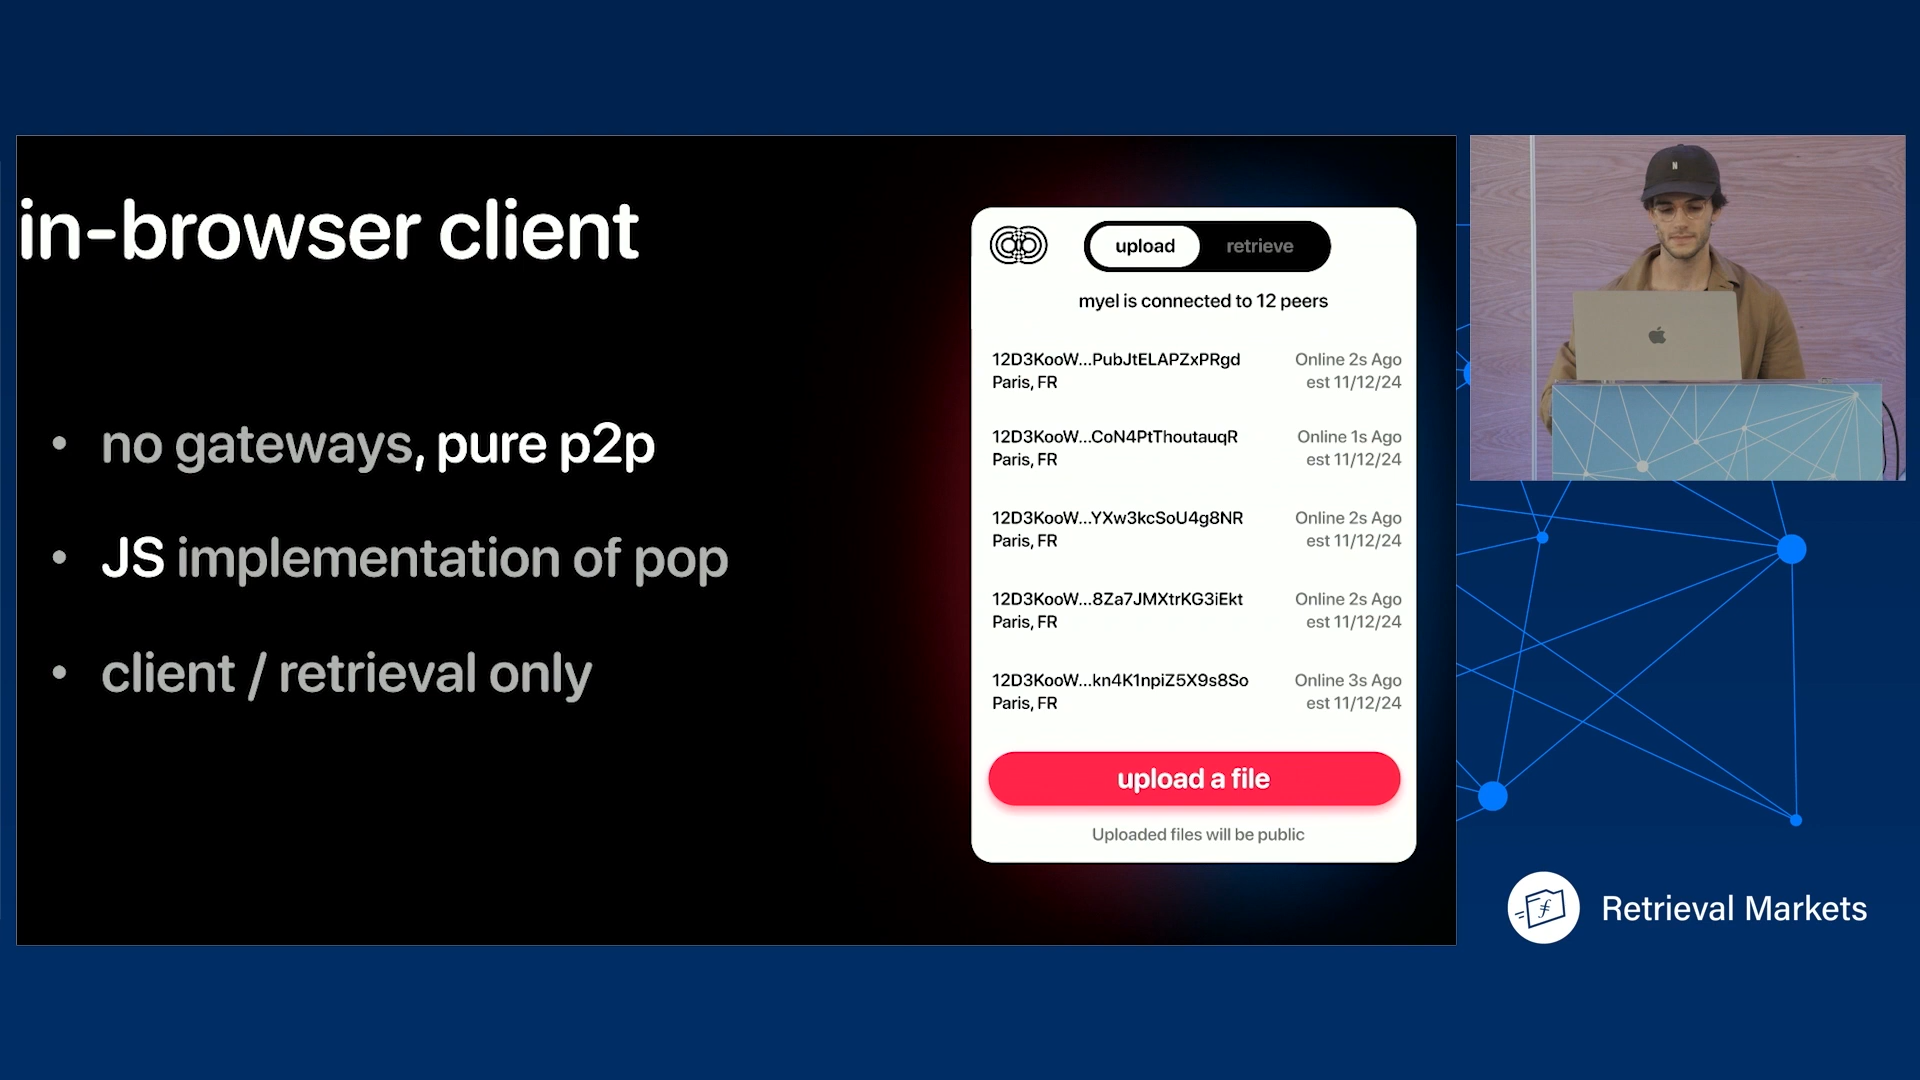 in-browser client
• no gateways, pure p2p
• JS implementation of pop
• client / retrieval only
upload retrieve
myel is connected to 12 peers
12D3KooW...PubJtELAPZxPRgd Online 2s Ago
Paris, FR est 11/12/24
12D3KooW...CoN4PtThoutauqR Online 1s Ago
Paris, FR est 11/12/24
12D3KooW...YXw3kcSoU4g8NR Online 2s Ago
Paris, FR est 11/12/24
12D3KooW...8Za7JMXtrKG3iEkt Online 2s Ago
Paris, FR est 11/12/24
12D3KooW...kn4K1npiZ5X9s8So Online 3s Ago
Paris, FR est 11/12/24
upload a file
Uploaded files will be public
N
Retrieval Markets